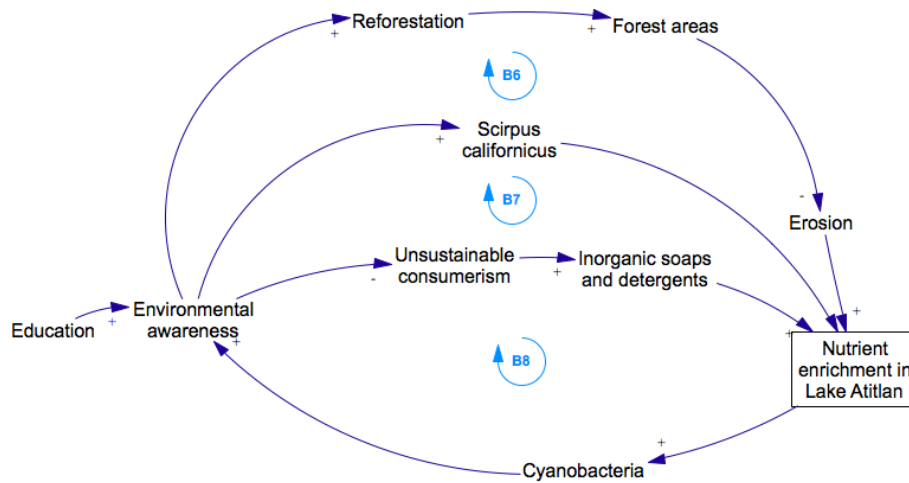 Reforestation
+
+
Forest areas
B6
Scirpus
californicus
+
B7
-
Erosion
Unsustainable
consumerism
-
+
Inorganic soaps
and detergents
Education
+
Environmental
awareness
+
+
+
Nutrient
enrichment in
Lake Atitlan
B8
+
Cyanobacteria